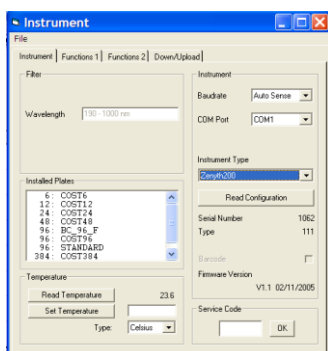 Instrument
File
Instrument Functions 1 Functions 2 Down/Upload
Filter
Wavelength 190 - 1000 nm
Installed Plates
6: COST6
12: COST12
24: COST24
48: COST48
96: BC_96_F
96: COST96
96: STANDARD
384: COST384
Temperature
Read Temperature 23.6
Set Temperature
Type: Celsius
Instrument
Baudrate Auto Sense
COM Port COM1
Instrument Type
Zenyth200
Read Configuration
Serial Number 1062
Type 111
Barcode
Firmware Version
V1.1 02/11/2005
Service Code
OK